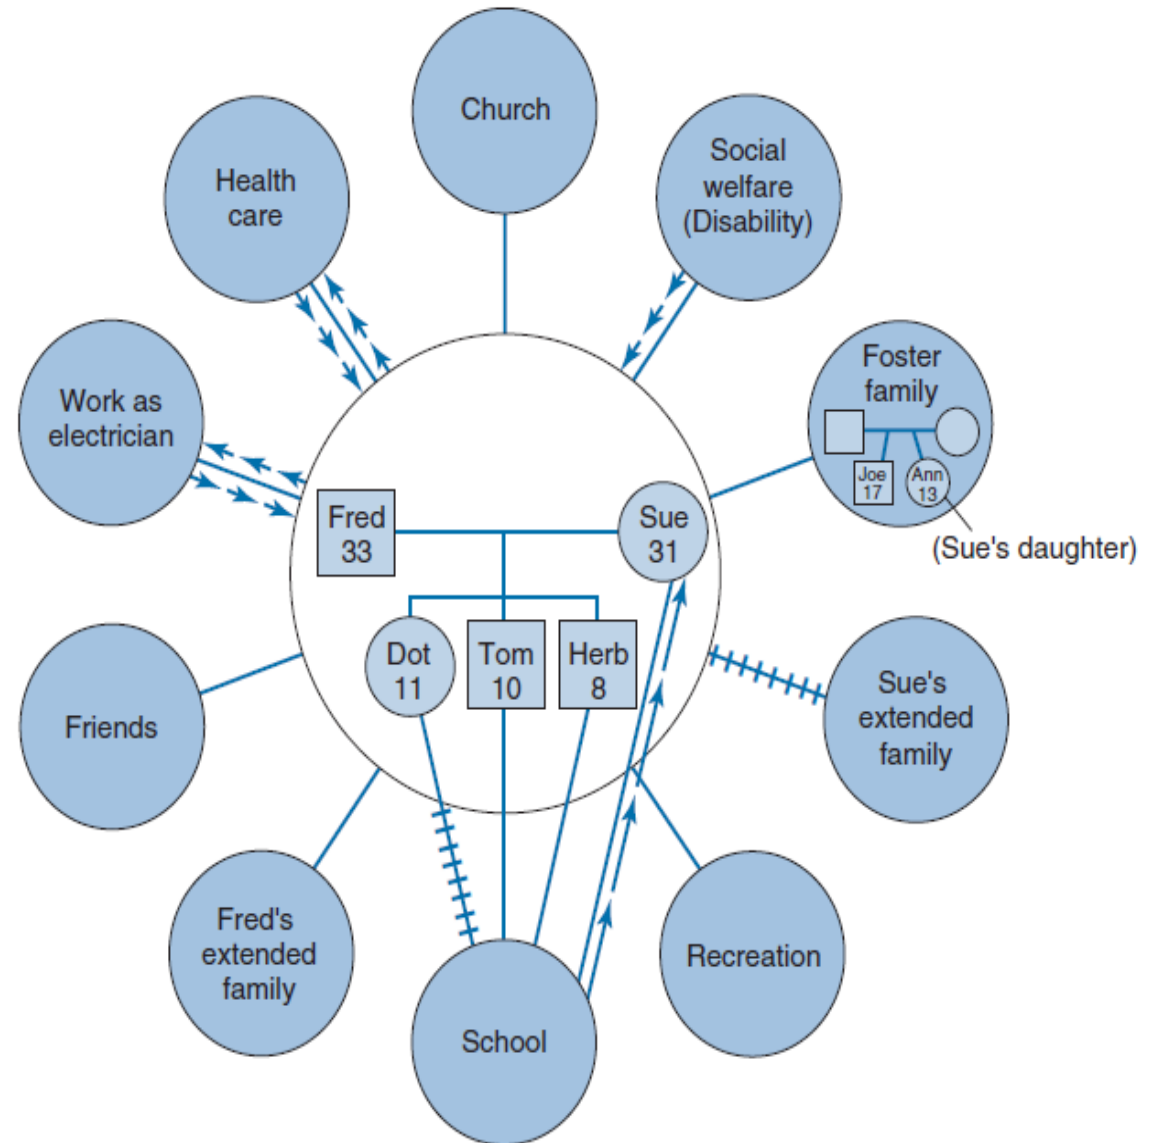 Church
Social
welfare
(Disability)
Health
care
Foster
family
Joe
17
Ann
13
(Sue's daughter)
Work as
electrician
Fred
33
Sue
31
Dot
11
Tom
10
Herb
8
Friends
Sue's
extended
family
Fred's
extended
family
Recreation
School